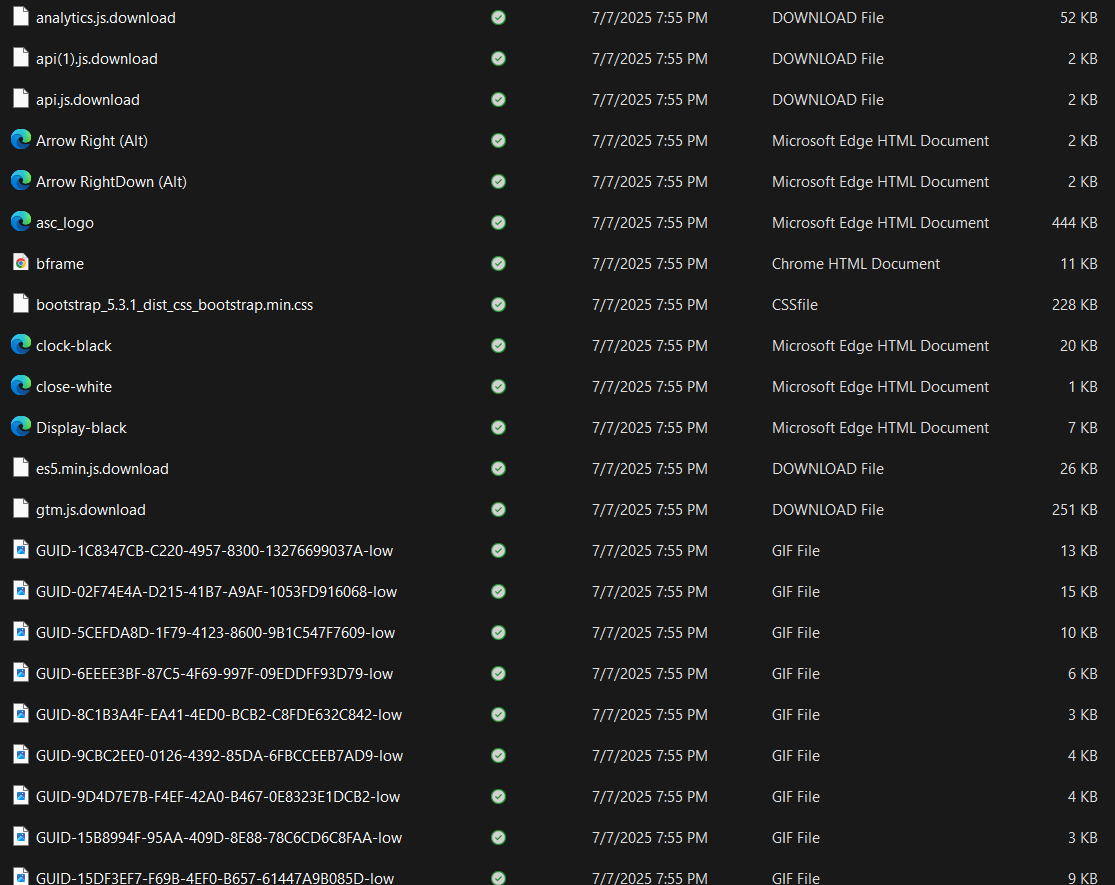 analytics.js.download 7/7/2025 7:55 PM DOWNLOAD File 52 KB
api(1).js.download 7/7/2025 7:55 PM DOWNLOAD File 2 KB
api.js.download 7/7/2025 7:55 PM DOWNLOAD File 2 KB
Arrow Right (Alt) 7/7/2025 7:55 PM Microsoft Edge HTML Document 2 KB
Arrow RightDown (Alt) 7/7/2025 7:55 PM Microsoft Edge HTML Document 2 KB
asc_logo 7/7/2025 7:55 PM Microsoft Edge HTML Document 444 KB
bframe 7/7/2025 7:55 PM Chrome HTML Document 11 KB
bootstrap_5.3.1_dist_css_bootstrap.min.css 7/7/2025 7:55 PM CSSfile 228 KB
clock-black 7/7/2025 7:55 PM Microsoft Edge HTML Document 20 KB
close-white 7/7/2025 7:55 PM Microsoft Edge HTML Document 1 KB
Display-black 7/7/2025 7:55 PM Microsoft Edge HTML Document 7 KB
es5.min.js.download 7/7/2025 7:55 PM DOWNLOAD File 26 KB
gtm.js.download 7/7/2025 7:55 PM DOWNLOAD File 251 KB
GUID-1C8347CB-C220-4957-8300-13276699037A-low 7/7/2025 7:55 PM GIF File 13 KB
GUID-02F74E4A-D215-41B7-A9AF-1053FD916068-low 7/7/2025 7:55 PM GIF File 15 KB
GUID-5CEFDA8D-1F79-4123-8600-9B1C547F7609-low 7/7/2025 7:55 PM GIF File 10 KB
GUID-6EEEE3BF-87C5-4F69-997F-09EDDFF93D79-low 7/7/2025 7:55 PM GIF File 6 KB
GUID-8C1B3A4F-EA41-4ED0-BCB2-C8FDE632C842-low 7/7/2025 7:55 PM GIF File 3 KB
GUID-9CBC2EE0-0126-4392-85DA-6FBCCEEB7AD9-low 7/7/2025 7:55 PM GIF File 4 KB
GUID-9D4D7E7B-F4EF-42A0-B467-0E8323E1DCB2-low 7/7/2025 7:55 PM GIF File 4 KB
GUID-15B8994F-95AA-409D-8E88-78C6CD6C8FAA-low 7/7/2025 7:55 PM GIF File 3 KB
GUID-15DF3EF7-F69B-4EF0-B657-61447A9B085D-low 7/7/2025 7:55 PM GIF File 9 KB